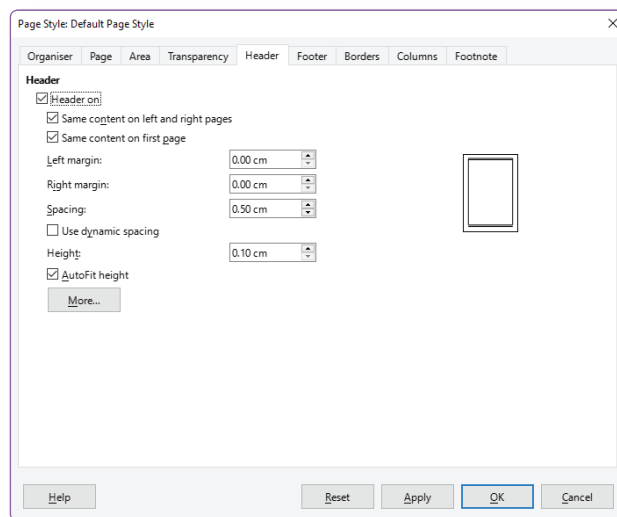 Page Style: Default Page Style
Organiser Page Area Transparency Header Footer Borders Columns Footnote
Header
Header on
Same content on left and right pages
Same content on first page
Left margin: 0.00 cm
Right margin: 0.00 cm
Spacing: 0.50 cm
Use dynamic spacing
Height: 0.10 cm
AutoFit height
More...
Help Reset Apply OK Cancel